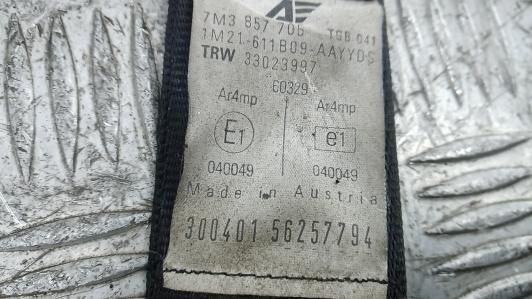 7M3 857 705 TGB 041
1M21-611B09-AAYYDS
TRW 33023997
60329
Ar4mp Ar4mp
E1 e1
040049 040049
Made in Austria
300401 56257794